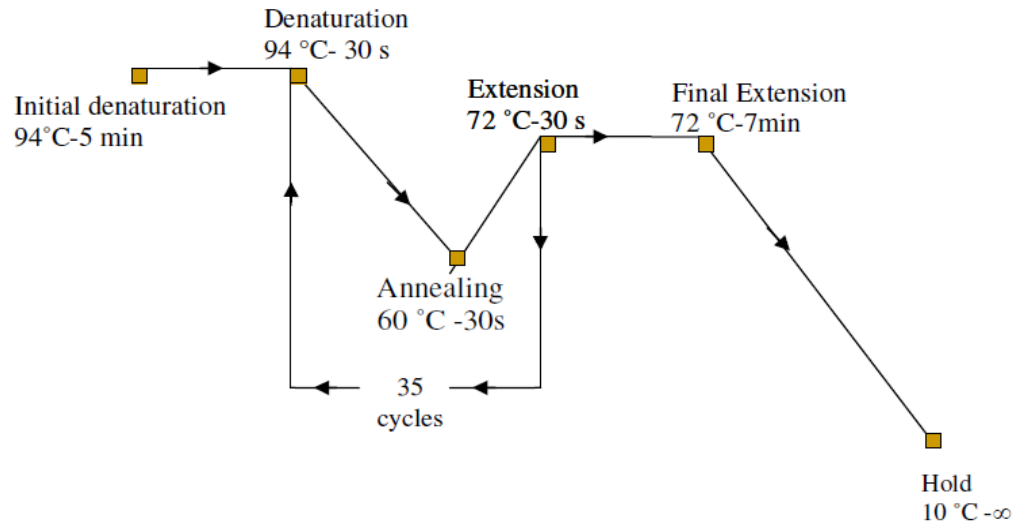 Denaturation
94 °C- 30 s
Initial denaturation
94°C-5 min
Extension
72 °C-30 s
Final Extension
72 °C-7min
Annealing
60 °C -30s
35
cycles
Hold
10 °C -∞